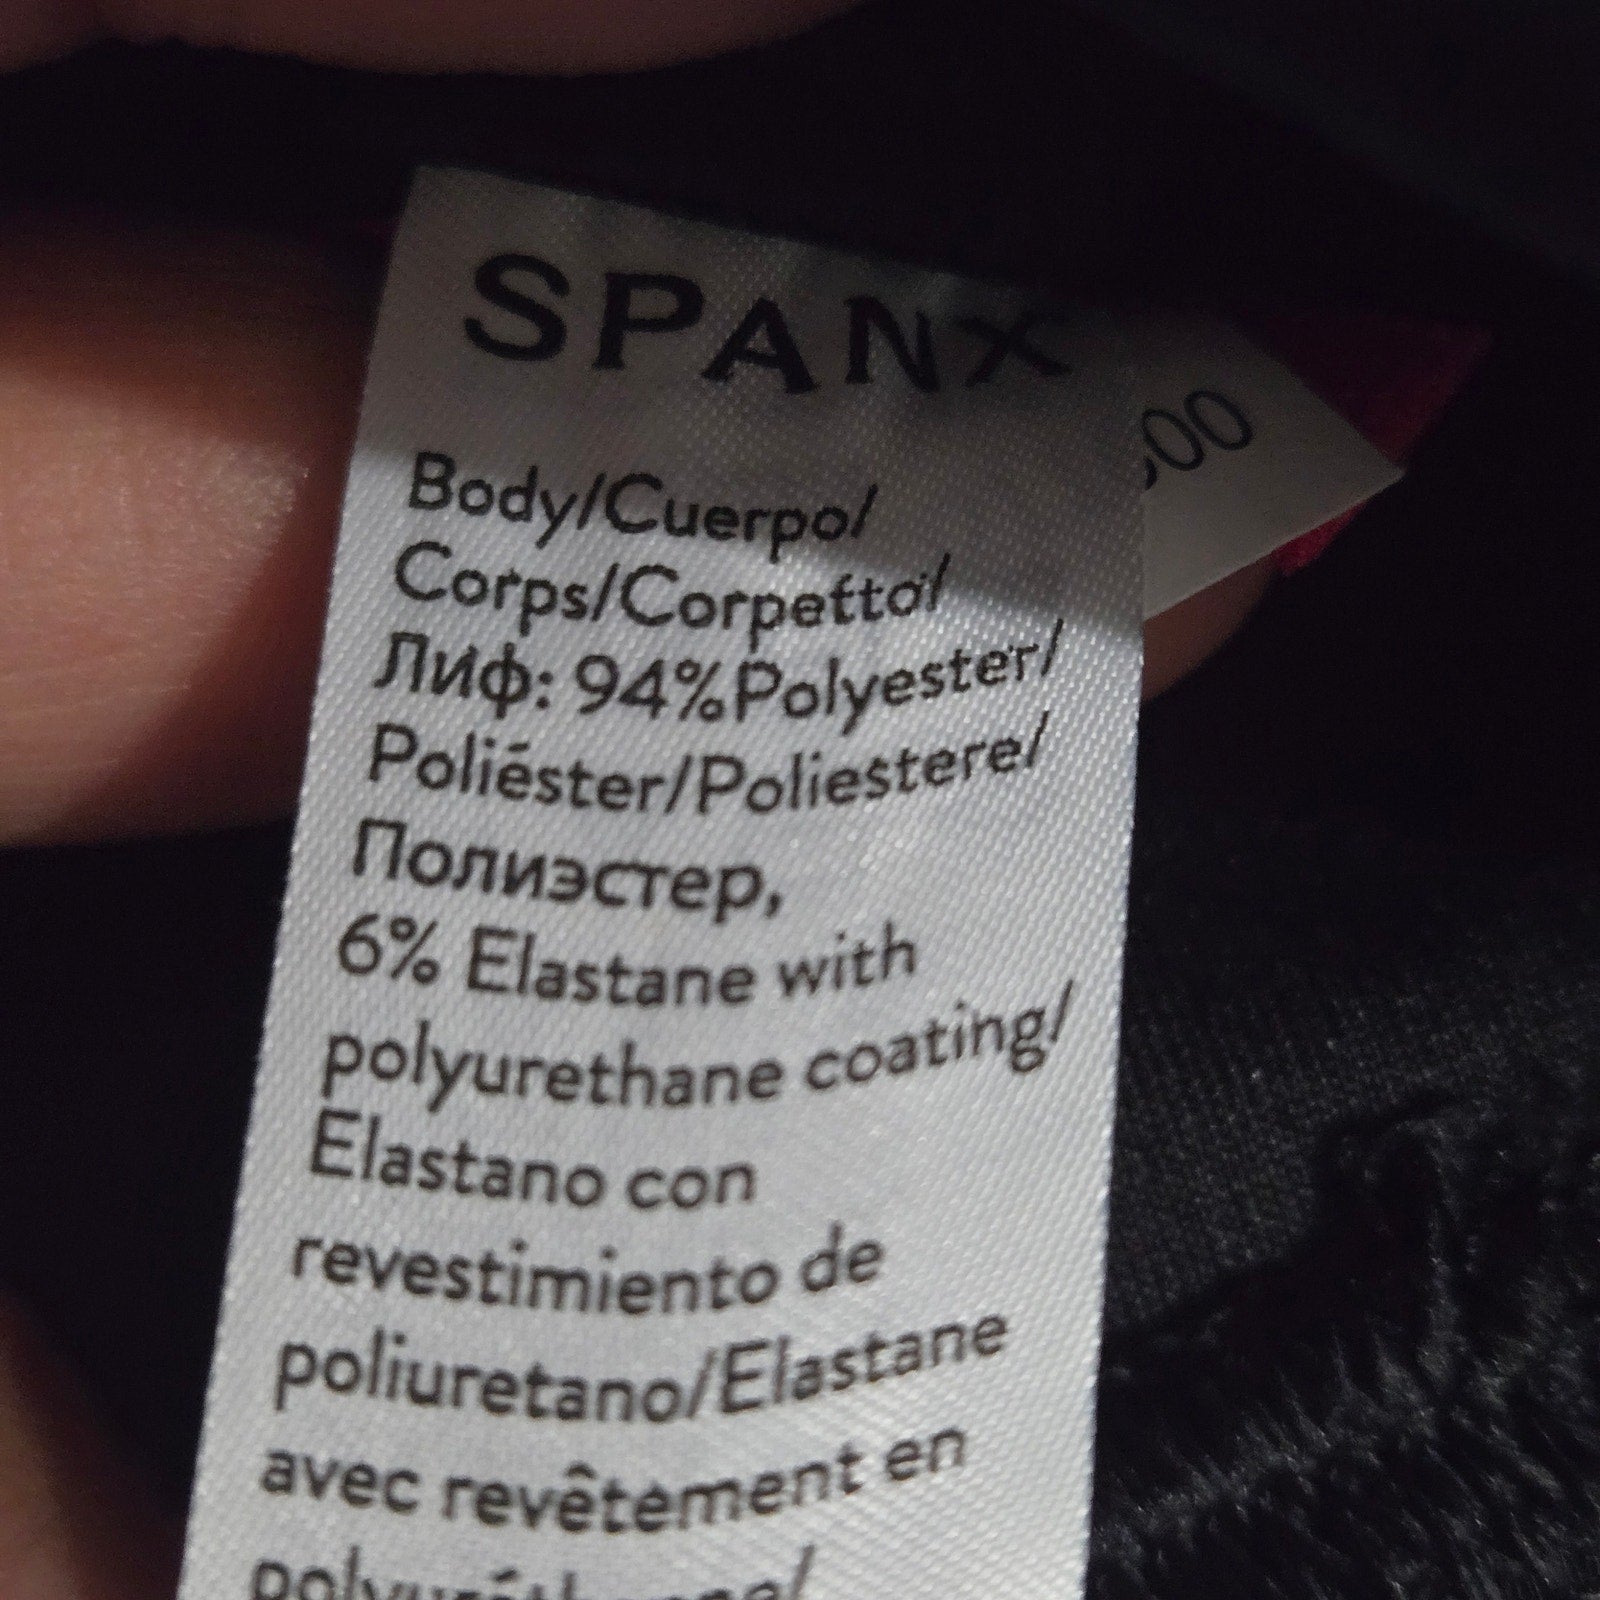 SPANX
00
Body/Cuerpo/
Corps/Corpetto/
Лиф: 94%Polyester/
Poliéster/Poliestere/
Полиэстер,
6% Elastane with
polyurethane coating/
Elastano con
revestimiento de
poliuretano/Elastane
avec revêtement en